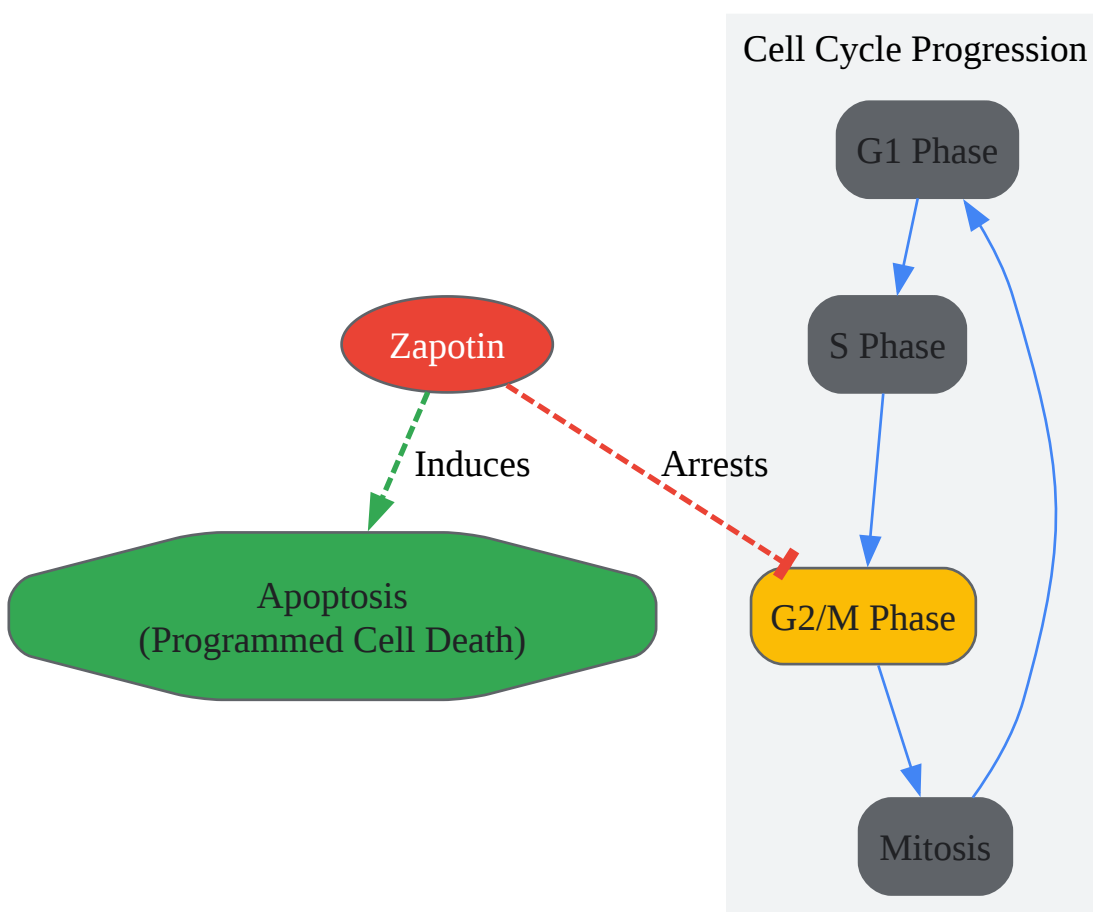 Cell Cycle Progression
G1 Phase
S Phase
Zapotin
Induces
Arrests
Apoptosis
(Programmed Cell Death)
G2/M Phase
Mitosis